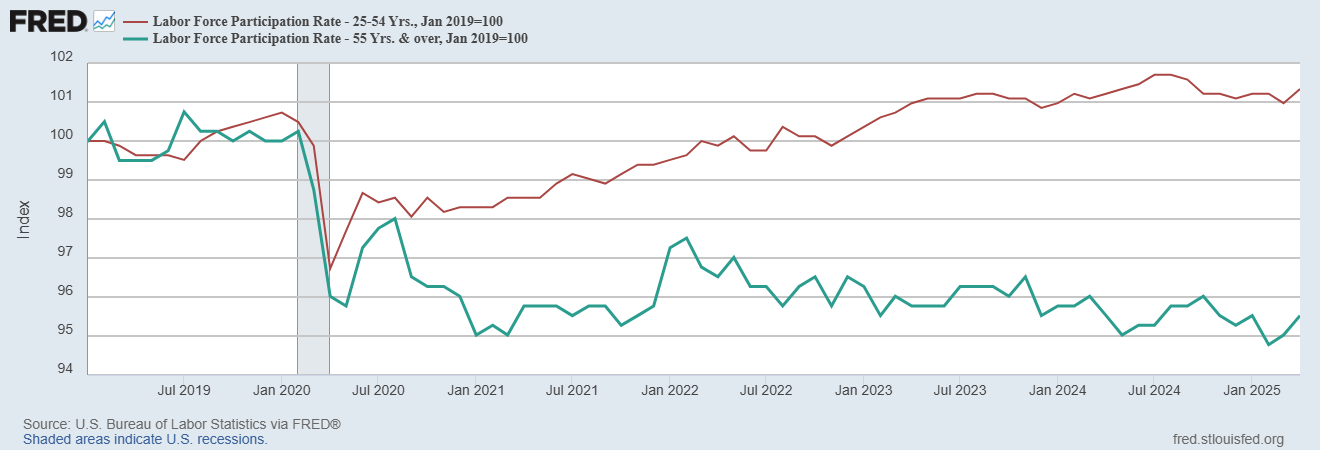 FRED
Labor Force Participation Rate - 25-54 Yrs., Jan 2019=100
Labor Force Participation Rate - 55 Yrs. & over, Jan 2019=100
102
101
100
99
98
97
96
95
94
Index
Jul 2019 Jan 2020 Jul 2020 Jan 2021 Jul 2021 Jan 2022 Jul 2022 Jan 2023 Jul 2023 Jan 2024 Jul 2024 Jan 2025
Source: U.S. Bureau of Labor Statistics via FRED®
Shaded areas indicate U.S. recessions.
fred.stlouisfed.org